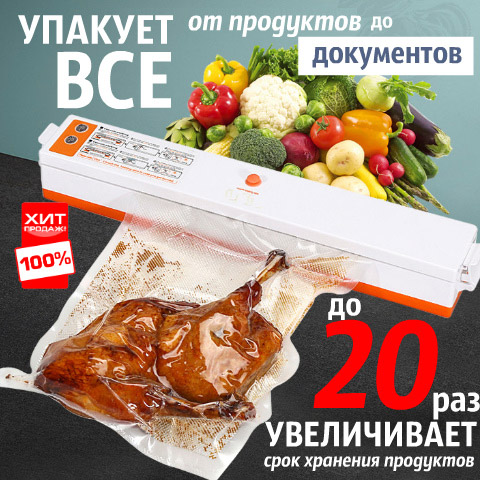 УПАКУЕТ
ВСЕ
от продуктов до
ДОКУМЕНТОВ
ХИТ
ПРОДАЖ!
100%
до
20 раз
УВЕЛИЧИВАЕТ
срок хранения продуктов